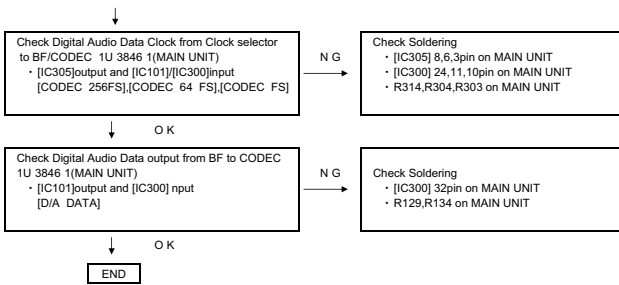 Check Digital Audio Data Clock from Clock selector
to BF/CODEC 1U 3846 1(MAIN UNIT)
・[IC305]output and [IC101]/[IC300]input
[CODEC 256FS],[CODEC 64 FS],[CODEC FS]
N G
Check Soldering
・[IC305] 8,6,3pin on MAIN UNIT
・[IC300] 24,11,10pin on MAIN UNIT
・R314,R304,R303 on MAIN UNIT
O K
Check Digital Audio Data output from BF to CODEC
1U 3846 1(MAIN UNIT)
・[IC101]output and [IC300] nput
[D/A DATA]
N G
Check Soldering
・[IC300] 32pin on MAIN UNIT
・R129,R134 on MAIN UNIT
O K
END